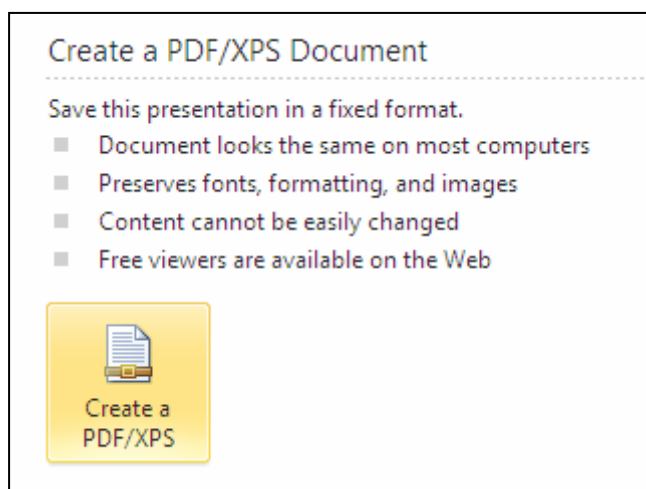 Create a PDF/XPS Document
Save this presentation in a fixed format.
Document looks the same on most computers
Preserves fonts, formatting, and images
Content cannot be easily changed
Free viewers are available on the Web
Create a
PDF/XPS